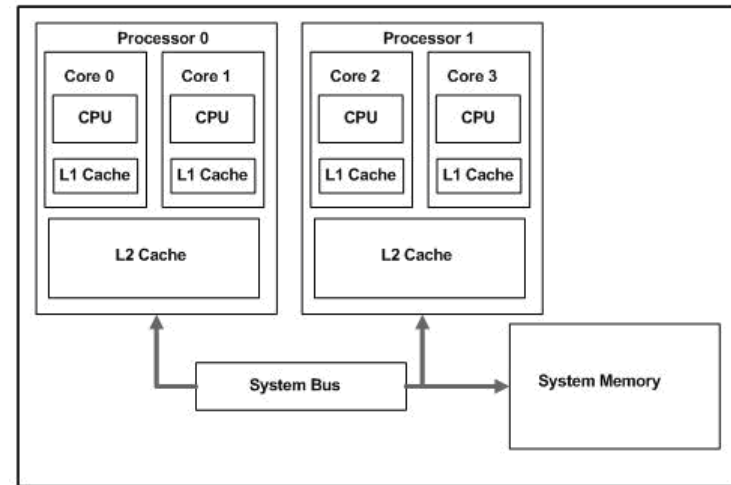 Processor 0
Processor 1
Core 0
Core 1
Core 2
Core 3
CPU
CPU
CPU
CPU
L1 Cache
L1 Cache
L1 Cache
L1 Cache
L2 Cache
L2 Cache
System Bus
System Memory